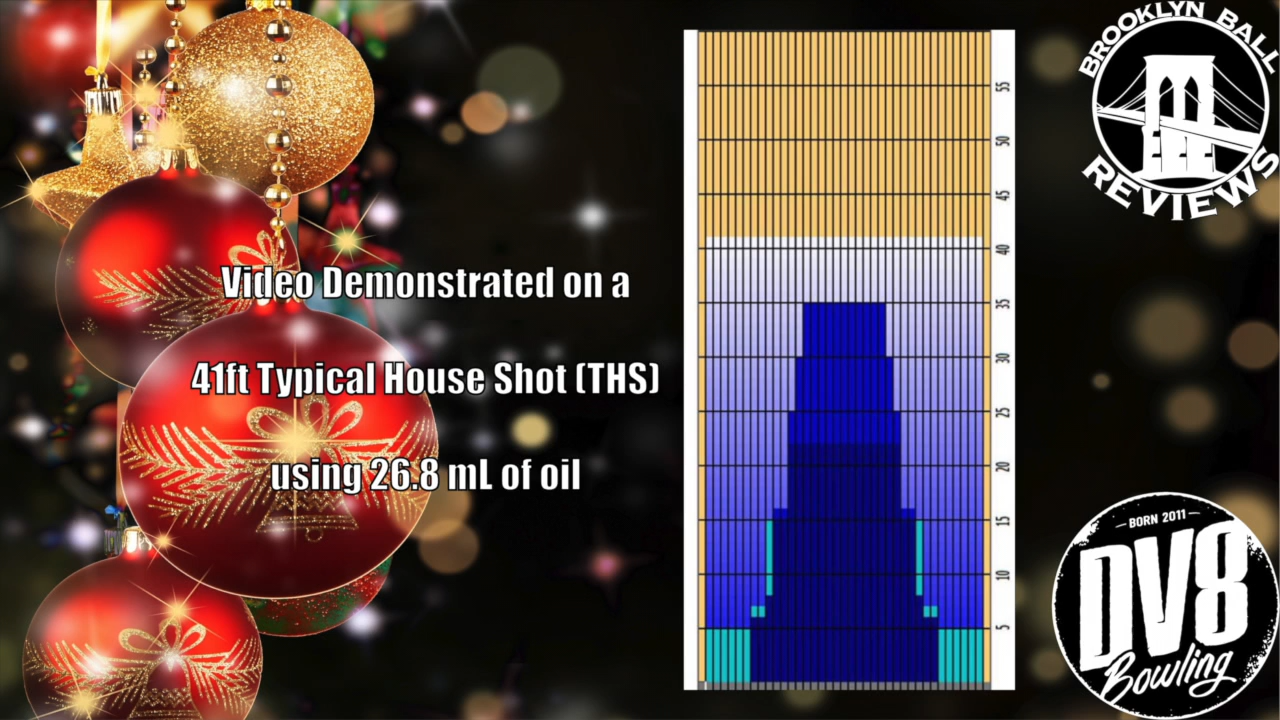 Video Demonstrated on a
41ft Typical House Shot (THS)
using 26.8 mL of oil
55
50
45
40
35
30
25
20
15
10
5
BROOKLYN BALL
REVIEWS
BORN 2011
DV8
Bowling